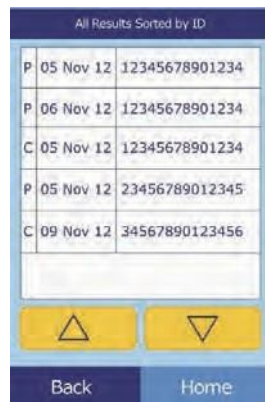 All Results Sorted by ID
P 05 Nov 12 12345678901234
P 06 Nov 12 12345678901234
C 05 Nov 12 12345678901234
P 05 Nov 12 23456789012345
C 09 Nov 12 34567890123456
Back Home